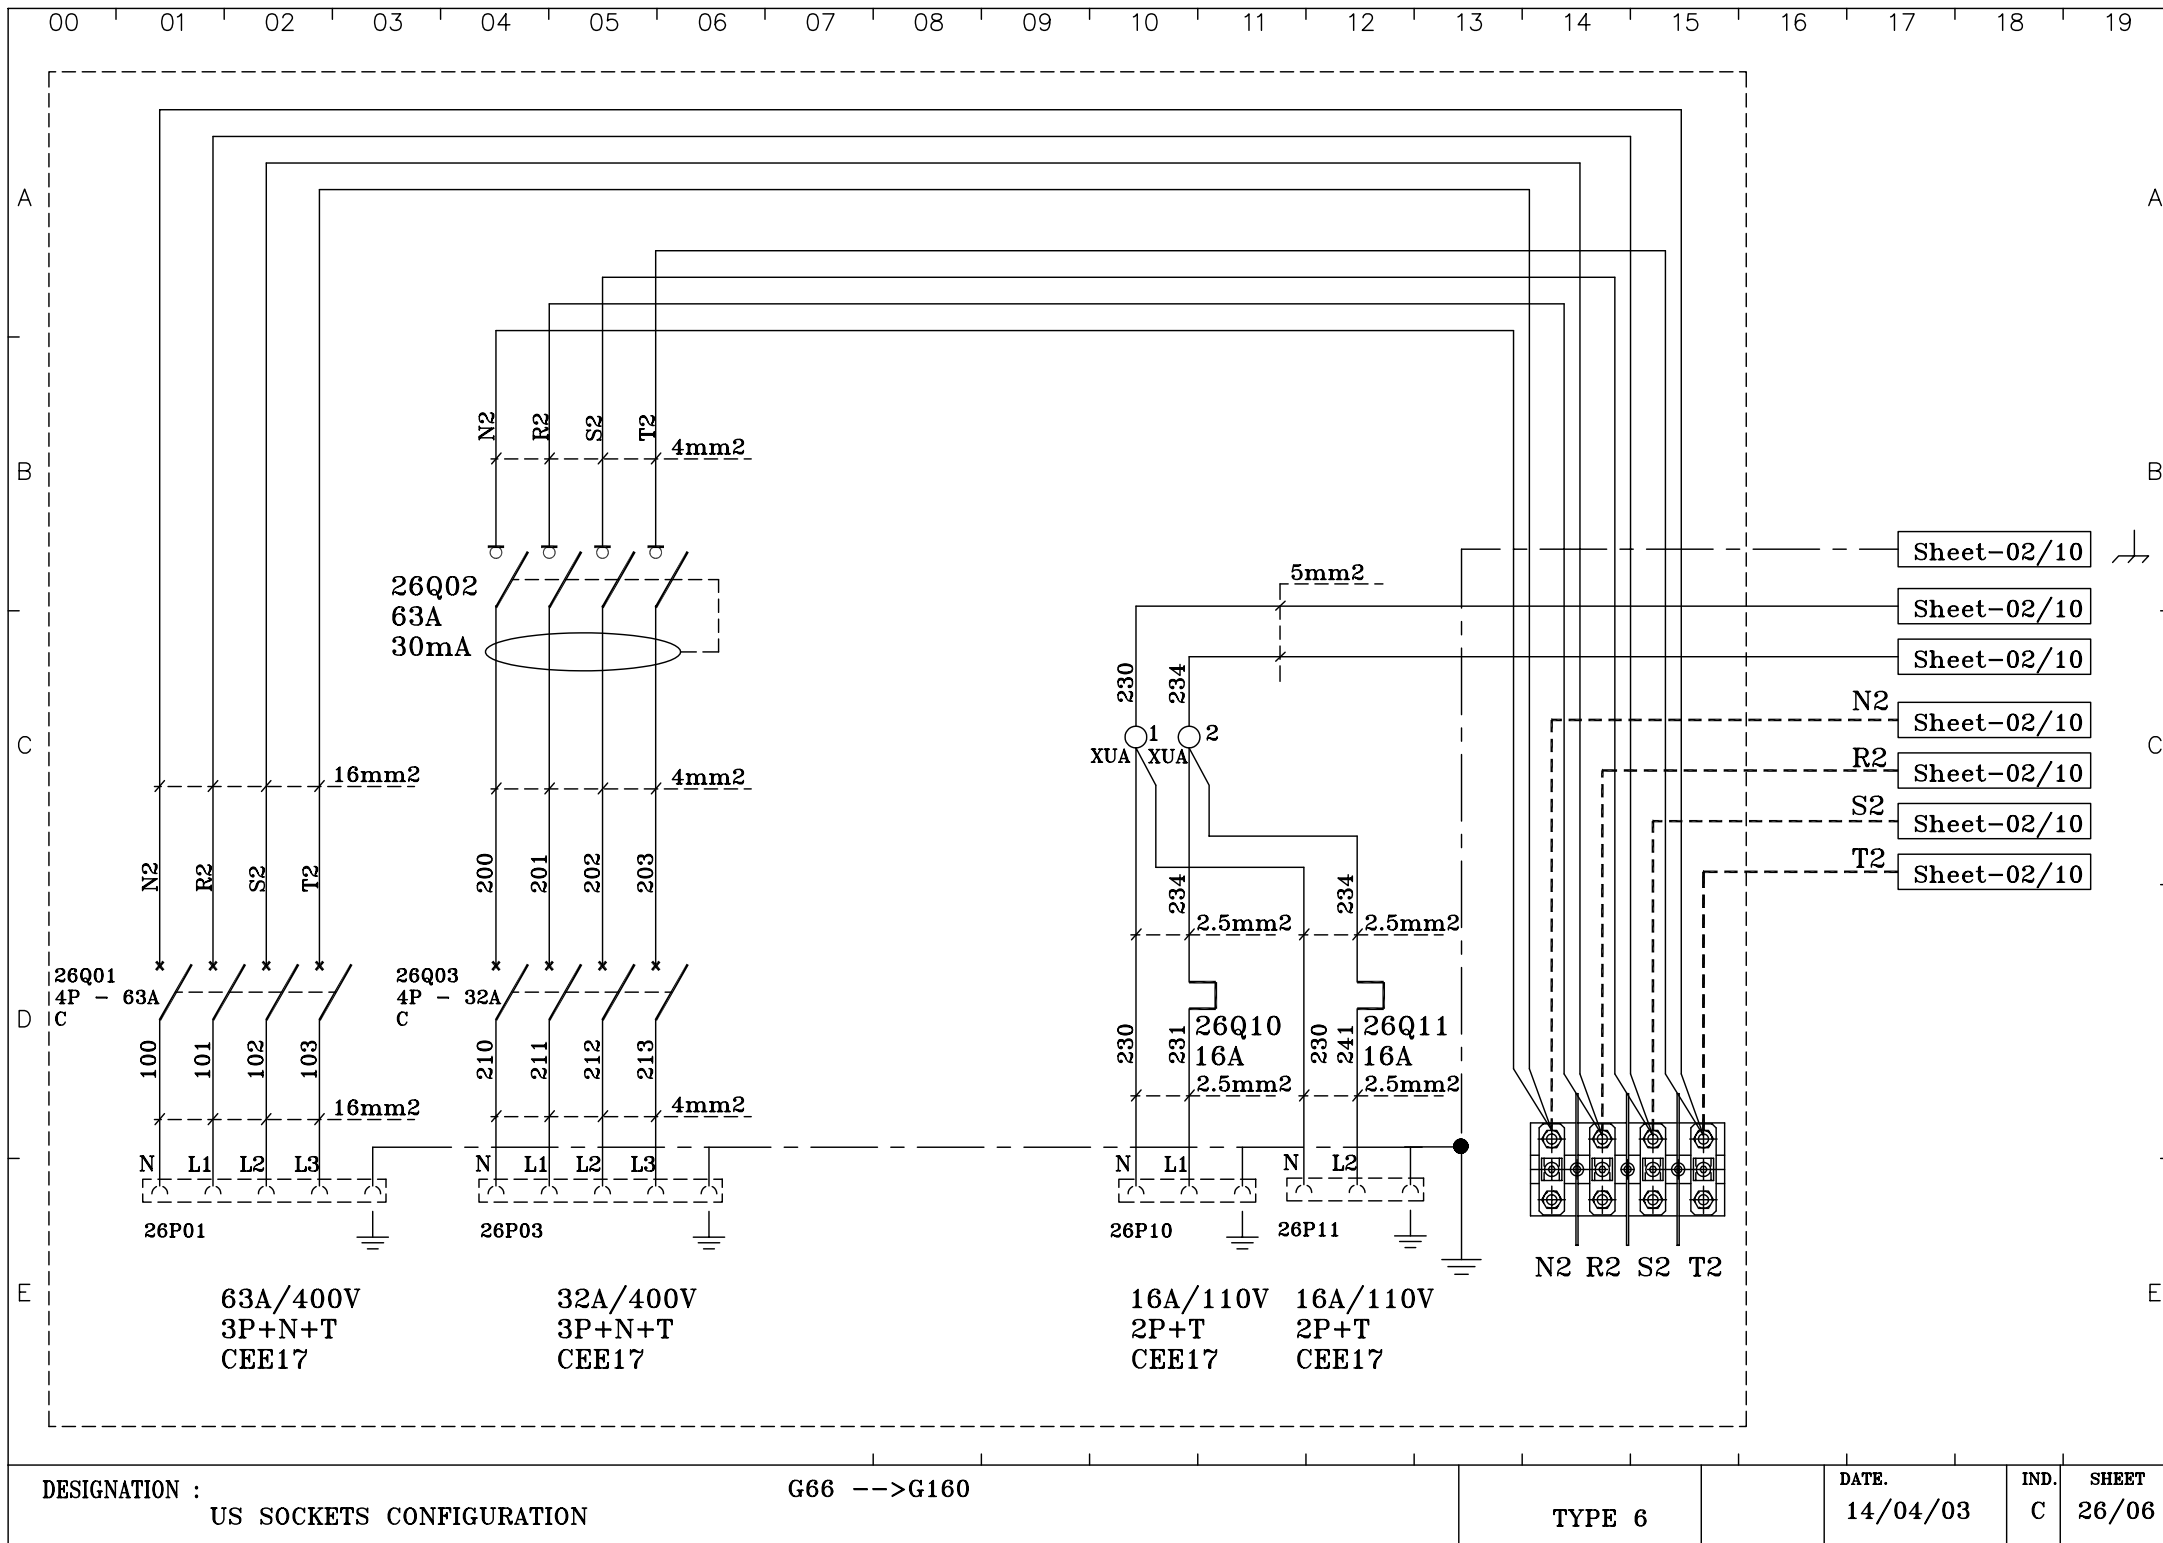 00 01 02 03 04 05 06 07 08 09 10 11 12 13 14 15 16 17 18 19
A A
N2 R2 S2 T2
4mm2
B B
Sheet-02/10
5mm2
26Q02
63A
30mA
Sheet-02/10
Sheet-02/10
230 234
N2
Sheet-02/10
1 2
XUA XUA
C C
R2
Sheet-02/10
16mm2 4mm2
S2
Sheet-02/10
T2
Sheet-02/10
N2 R2 S2 T2
200 201 202 203
234 234
2.5mm2 2.5mm2
26Q01
4P - 63A
C
26Q03
4P - 32A
C
D
26Q10
16A
26Q11
16A
100 101 102 103
210 211 212 213
230 231 230 241
2.5mm2 2.5mm2
16mm2 4mm2
N L1 L2 L3
N L1 L2 L3
N L1
N L2
26P01 26P03 26P10 26P11
N2 R2 S2 T2
E E
63A/400V
3P+N+T
CEE17
32A/400V
3P+N+T
CEE17
16A/110V
2P+T
CEE17
16A/110V
2P+T
CEE17
DESIGNATION :
US SOCKETS CONFIGURATION
G66 -->G160
TYPE 6
DATE.
14/04/03
IND.
C
SHEET
26/06